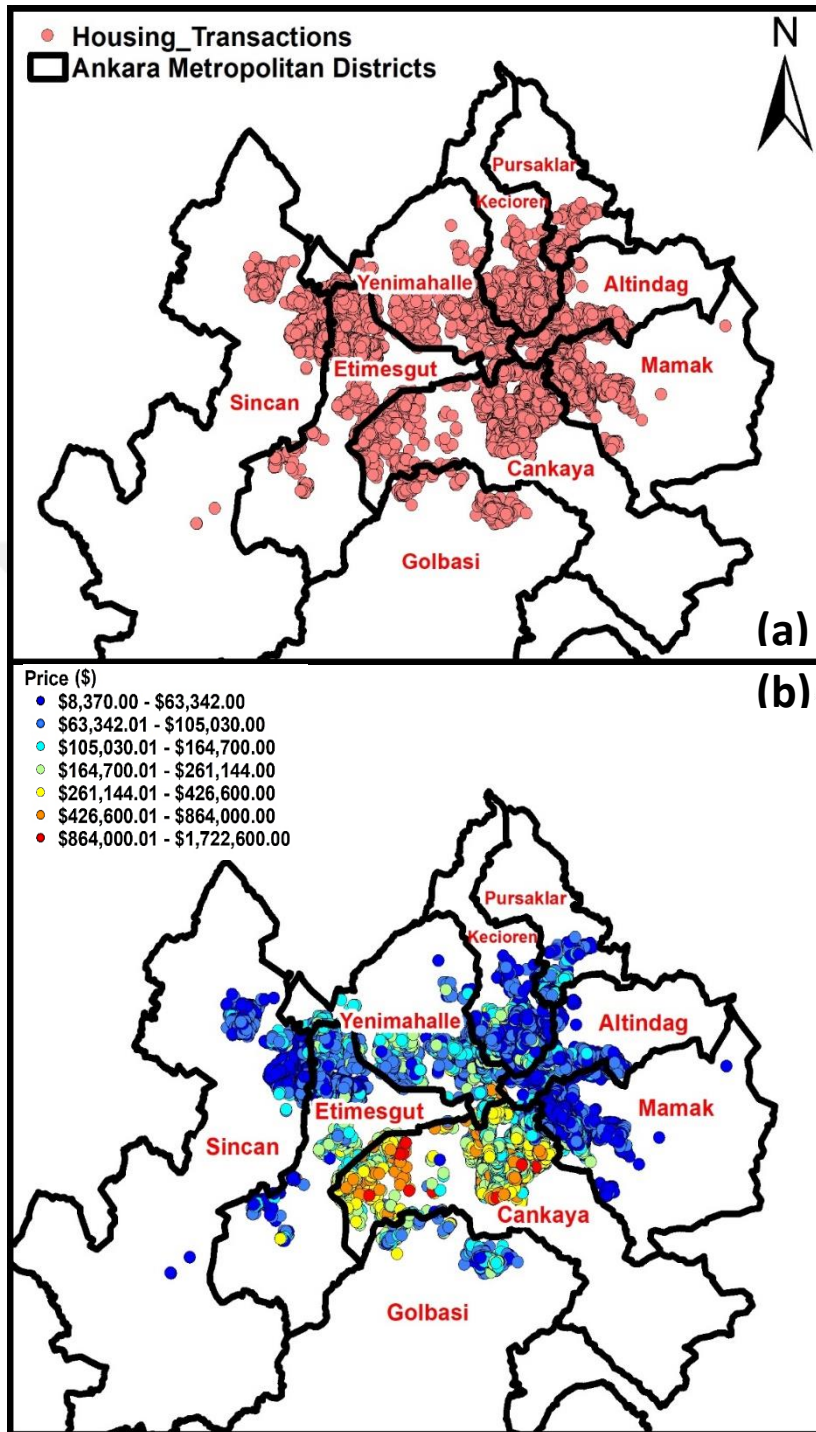 Housing_Transactions
Ankara Metropolitan Districts
N
Pursaklar
Kecioren
Yenimahalle
Altindag
Etimesgut
Mamak
Sincan
Cankaya
Golbasi
(a)
Price ($)
(b)
$8,370.00 - $63,342.00
$63,342.01 - $105,030.00
$105,030.01 - $164,700.00
$164,700.01 - $261,144.00
$261,144.01 - $426,600.00
$426,600.01 - $864,000.00
$864,000.01 - $1,722,600.00
Pursaklar
Kecioren
Yenimahalle
Altindag
Etimesgut
Mamak
Sincan
Cankaya
Golbasi